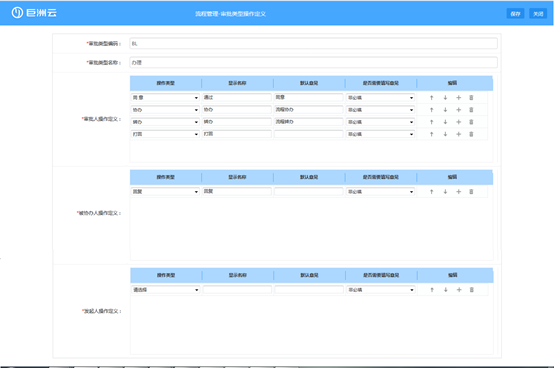 巨洲云
流程管理-审批类型操作定义
保存 关闭
*审批类型编码： BL
*审批类型名称： 办理
*审批人操作定义：
操作类型 显示名称 默认意见 是否需要填写意见 编辑
同意 通过 同意 非必填
协办 协办 流程协办 非必填
转办 转办 流程转办 非必填
打回 打回 非必填
*被协办人操作定义：
操作类型 显示名称 默认意见 是否需要填写意见 编辑
回复 回复 非必填
*发起人操作定义：
操作类型 显示名称 默认意见 是否需要填写意见 编辑
请选择 非必填